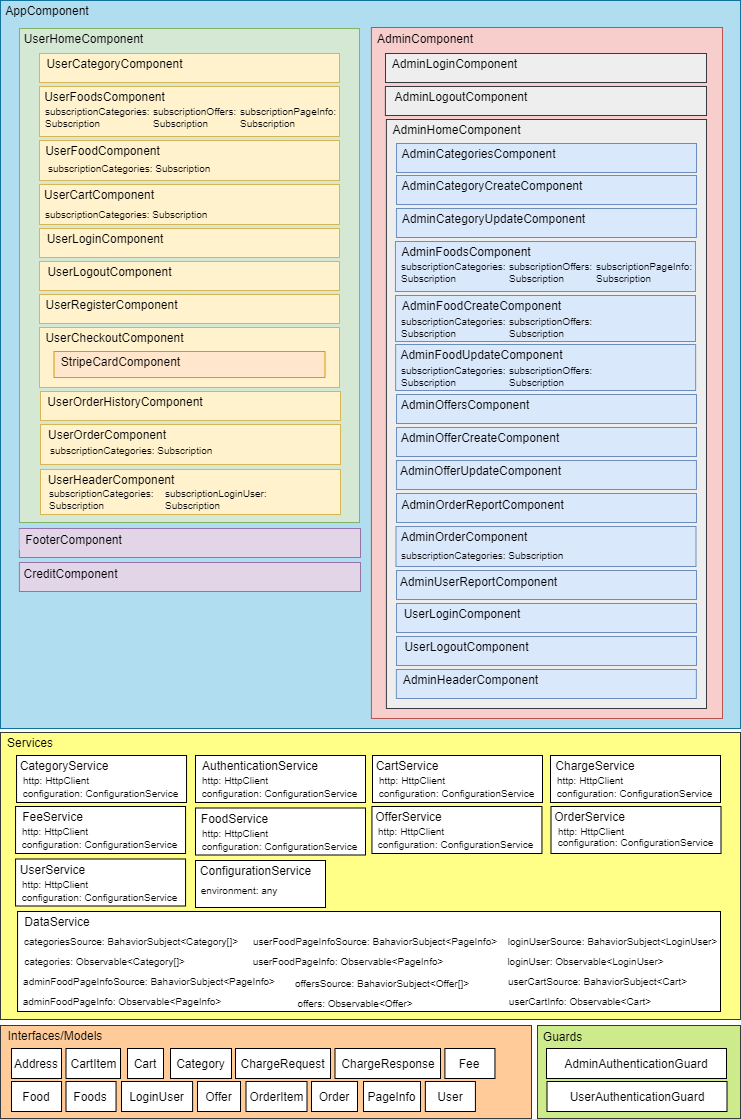 AppComponent
UserHomeComponent
UserCategoryComponent
UserFoodsComponent
subscriptionCategories: subscriptionOffers: subscriptionPageInfo:
Subscription Subscription Subscription
UserFoodComponent
subscriptionCategories: Subscription
UserCartComponent
subscriptionCategories: Subscription
UserLoginComponent
UserLogoutComponent
UserRegisterComponent
UserCheckoutComponent
StripeCardComponent
UserOrderHistoryComponent
UserOrderComponent
subscriptionCategories: Subscription
UserHeaderComponent
subscriptionCategories: subscriptionLoginUser:
Subscription Subscription
FooterComponent
CreditComponent
AdminComponent
AdminLoginComponent
AdminLogoutComponent
AdminHomeComponent
AdminCategoriesComponent
AdminCategoryCreateComponent
AdminCategoryUpdateComponent
AdminFoodsComponent
subscriptionCategories: subscriptionOffers: subscriptionPageInfo:
Subscription Subscription Subscription
AdminFoodCreateComponent
subscriptionCategories: subscriptionOffers:
Subscription Subscription
AdminFoodUpdateComponent
subscriptionCategories: subscriptionOffers:
Subscription Subscription
AdminOffersComponent
AdminOfferCreateComponent
AdminOfferUpdateComponent
AdminOrderReportComponent
AdminOrderComponent
subscriptionCategories: Subscription
AdminUserReportComponent
UserLoginComponent
UserLogoutComponent
AdminHeaderComponent
Services
CategoryService
http: HttpClient
configuration: ConfigurationService
AuthenticationService
http: HttpClient
configuration: ConfigurationService
CartService
http: HttpClient
configuration: ConfigurationService
ChargeService
http: HttpClient
configuration: ConfigurationService
FeeService
http: HttpClient
configuration: ConfigurationService
FoodService
http: HttpClient
configuration: ConfigurationService
OfferService
http: HttpClient
configuration: ConfigurationService
OrderService
http: HttpClient
configuration: ConfigurationService
UserService
http: HttpClient
configuration: ConfigurationService
ConfigurationService
environment: any
DataService
categoriesSource: BahaviorSubject<Category[]> userFoodPageInfoSource: BahaviorSubject<PageInfo> loginUserSource: BahaviorSubject<LoginUser>
categories: Observable<Category[]> userFoodPageInfo: Observable<PageInfo> loginUser: Observable<LoginUser>
adminFoodPageInfoSource: BahaviorSubject<PageInfo> offersSource: BahaviorSubject<Offer[]> userCartSource: BahaviorSubject<Cart>
adminFoodPageInfo: Observable<PageInfo> offers: Observable<Offer> userCartInfo: Observable<Cart>
Interfaces/Models
Address CartItem Cart Category ChargeRequest ChargeResponse Fee
Food Foods LoginUser Offer OrderItem Order PageInfo User
Guards
AdminAuthenticationGuard
UserAuthenticationGuard